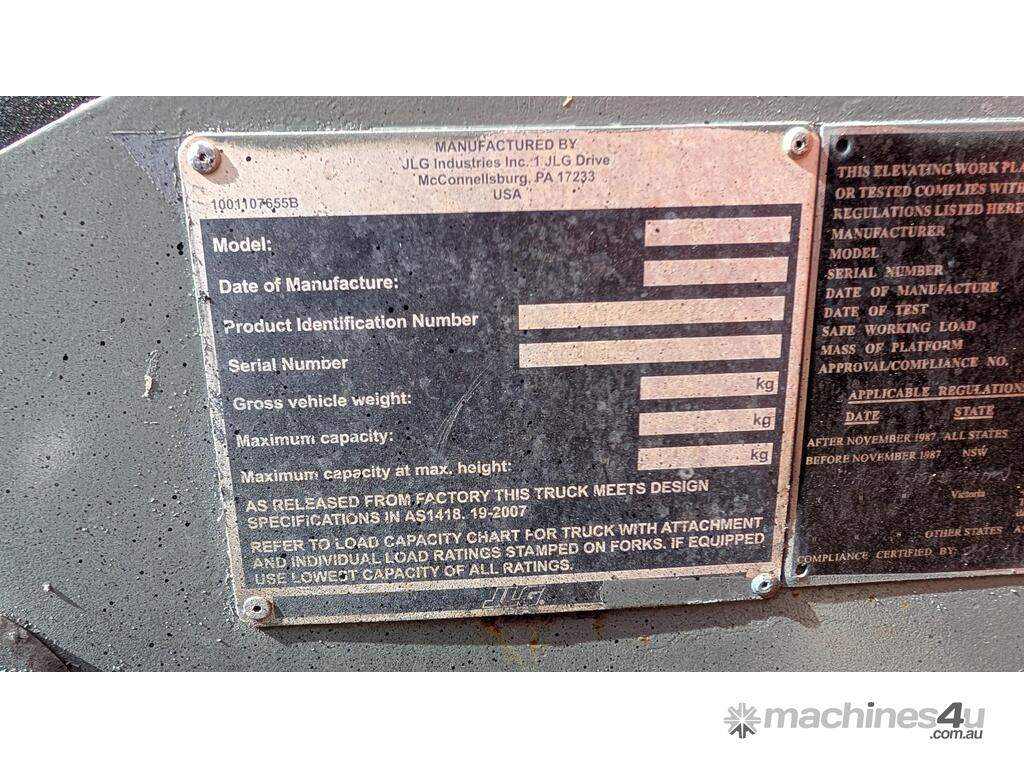 MANUFACTURED BY
JLG Industries Inc. 1 JLG Drive
McConnellsburg, PA 17233
USA
1001107655B
Model:
Date of Manufacture:
Product Identification Number
Serial Number
Gross vehicle weight: kg
Maximum capacity: kg
Maximum capacity at max. height: kg
AS RELEASED FROM FACTORY THIS TRUCK MEETS DESIGN
SPECIFICATIONS IN AS1418. 19-2007
REFER TO LOAD CAPACITY CHART FOR TRUCK WITH ATTACHMENT
AND INDIVIDUAL LOAD RATINGS STAMPED ON FORKS. IF EQUIPPED
USE LOWEST CAPACITY OF ALL RATINGS.
JLG
THIS ELEVATING WORK PLA
OR TESTED COMPLIES WITH
REGULATIONS LISTED HERE
MANUFACTURER
MODEL
SERIAL NUMBER
DATE OF MANUFACTURE
DATE OF TEST
SAFE WORKING LOAD
MASS OF PLATFORM
APPROVAL/COMPLIANCE NO.
APPLICABLE REGULATION
DATE STATE
AFTER NOVEMBER 1987 ALL STATES
BEFORE NOVEMBER 1987 NSW
Victoria
OTHER STATES
COMPLIANCE CERTIFIED BY:
machines4u
.com.au